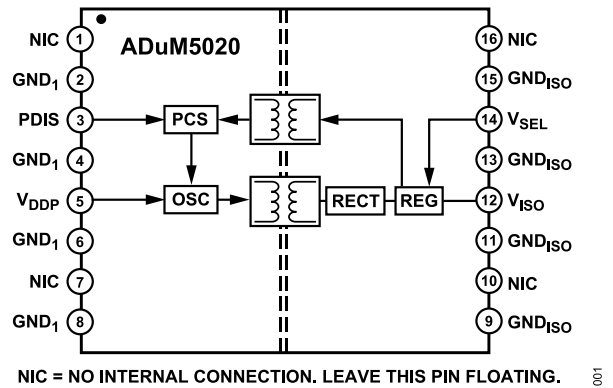 ADuM5020
NIC 1
GND1 2
PDIS 3
GND1 4
VDDP 5
GND1 6
NIC 7
GND1 8
PCS
OSC
RECT
REG
16 NIC
15 GNDISO
14 VSEL
13 GNDISO
12 VISO
11 GNDISO
10 NIC
9 GNDISO
NIC = NO INTERNAL CONNECTION. LEAVE THIS PIN FLOATING.
001